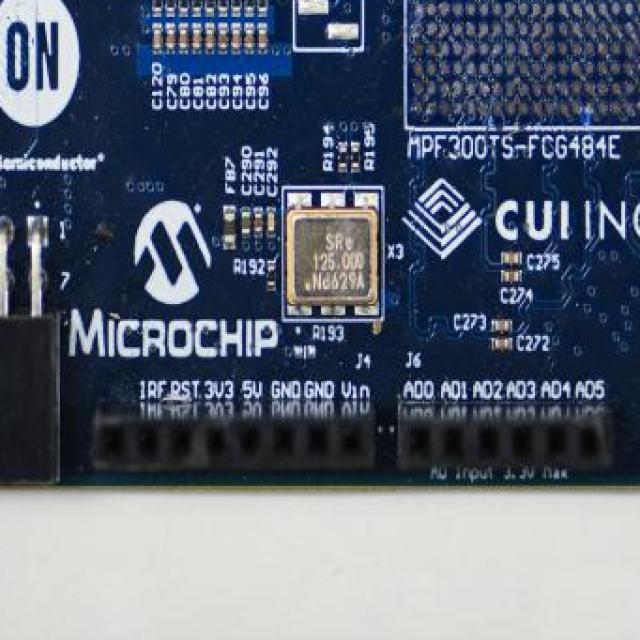 ON
C120
C79
C80
C81
C82
C93
C94
C95
C96
MPF300TS-FCG484E
R194
R195
FB7
C290
C291
C292
CUI INC
1
7
R192
SRe
125.000
X3
C275
C274
C273
C272
MICROCHIP
R193
J4
J6
IRF RST 3V3 5V GND GND Vin
AD0 AD1 AD2 AD3 AD4 AD5
AD Input 3.3V max